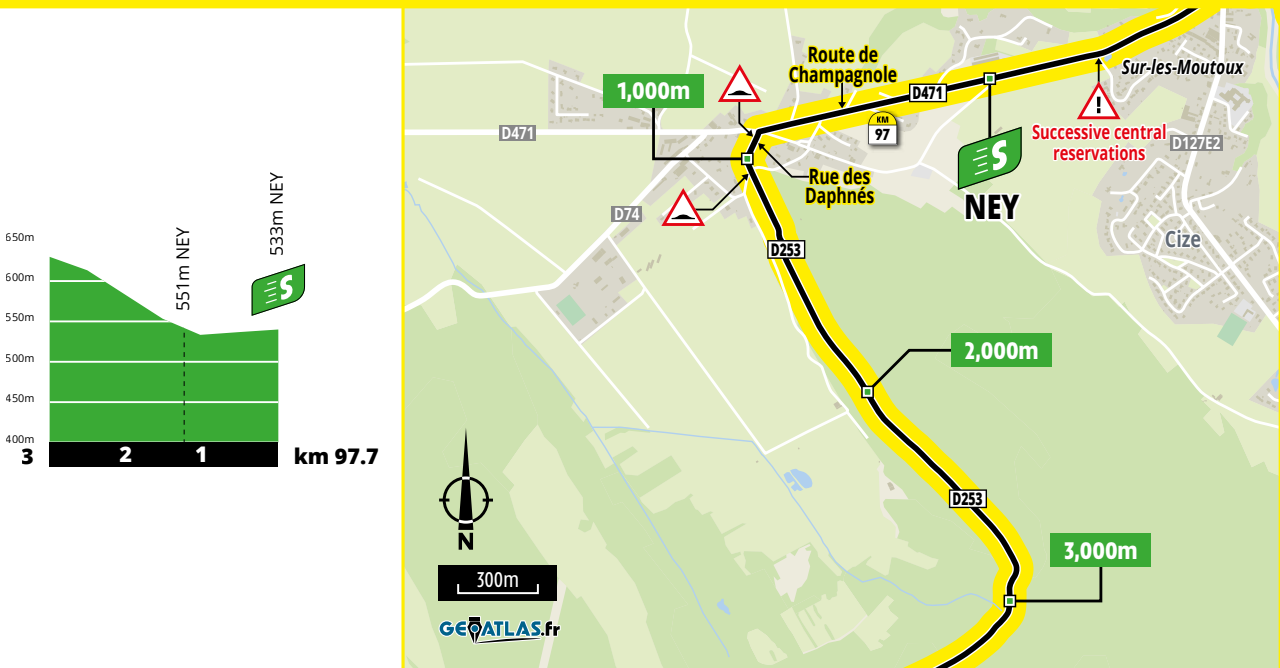 650m
600m
550m
500m
450m
400m
551m NEY
533m NEY
S
3
2
1
km 97.7
Route de
Champagnole
1,000m
D471
KM
97
D471
Sur-les-Moutoux
!
Successive central
reservations
D127E2
S
NEY
Rue des
Daphnés
D74
D253
Cize
2,000m
D253
3,000m
N
300m
GEOATLAS.fr